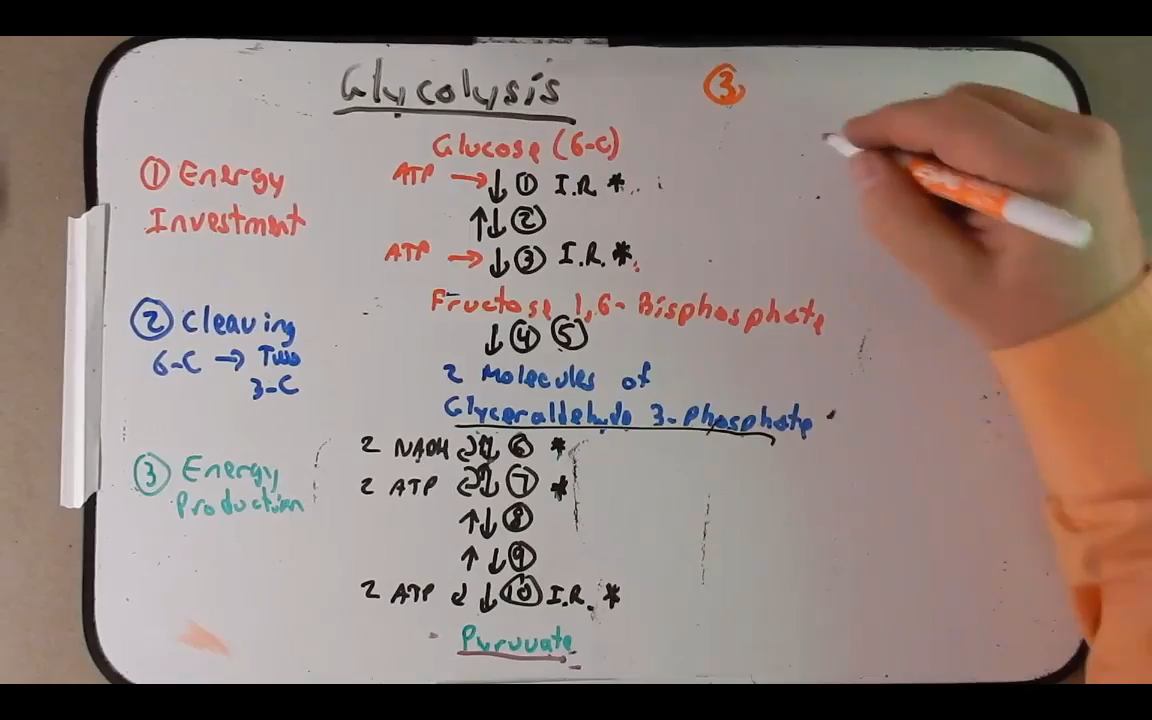 Glycolysis
③
Glucose (6-C)
① Energy
Investment
ATP → ↓ ① I.R *
↑↓ ②
ATP → ↓ ③ I.R. *
Fructose 1,6-Bisphosphate
② Cleaving
6-C → Two
3-C
↓ ④ ⑤
2 Molecules of
Glyceraldehyde 3-Phosphate
③ Energy
Production
2 NADH ↓ ⑥ *
2 ATP ↓ ⑦ *
↑↓ ⑧
↑↓ ⑨
2 ATP ↓ ⑩ I.R. *
Pyruvate